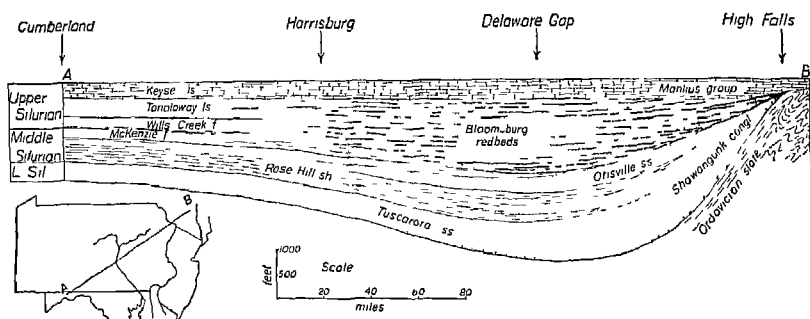 Cumberland
Harrisburg
Delaware Gap
High Falls
A
B
Upper
Silurian
Middle
Silurian
L Sil
Keyse ls
Manlius group
Tonoloway ls
Wills Creek f
McKenzie f
Bloomsburg
redbeds
Rose Hill sh
Otisville ss
Shawangunk congl
Ordovician slate
Tuscarora ss
B
A
1000
500
feet
Scale
0 20 40 60 80
miles